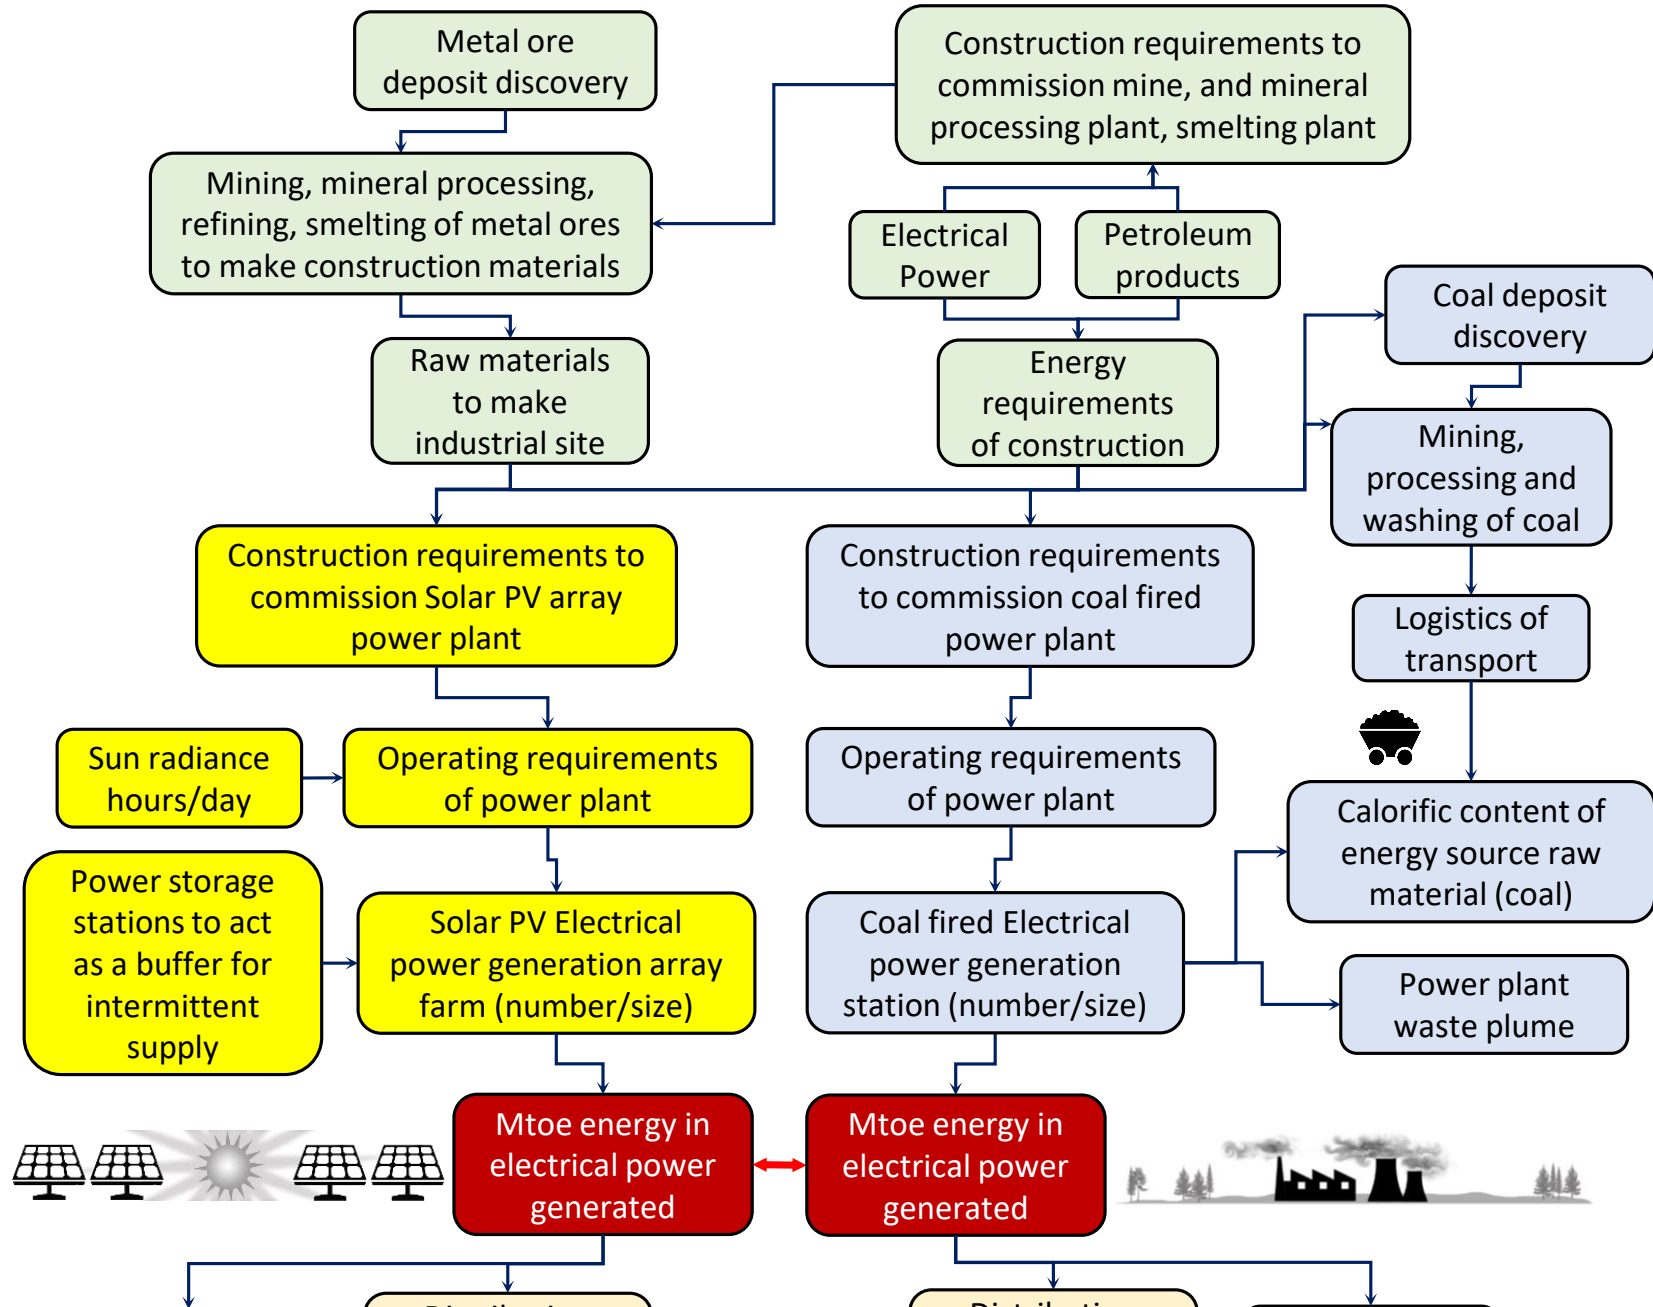 Metal ore
deposit discovery
Construction requirements to
commission mine, and mineral
processing plant, smelting plant
Mining, mineral processing,
refining, smelting of metal ores
to make construction materials
Electrical
Power
Petroleum
products
Coal deposit
discovery
Raw materials
to make
industrial site
Energy
requirements
of construction
Mining,
processing and
washing of coal
Construction requirements to
commission Solar PV array
power plant
Construction requirements
to commission coal fired
power plant
Logistics of
transport
Sun radiance
hours/day
Operating requirements
of power plant
Operating requirements
of power plant
Calorific content of
energy source raw
material (coal)
Power storage
stations to act
as a buffer for
intermittent
supply
Solar PV Electrical
power generation array
farm (number/size)
Coal fired Electrical
power generation
station (number/size)
Power plant
waste plume
Mtoe energy in
electrical power
generated
Mtoe energy in
electrical power
generated